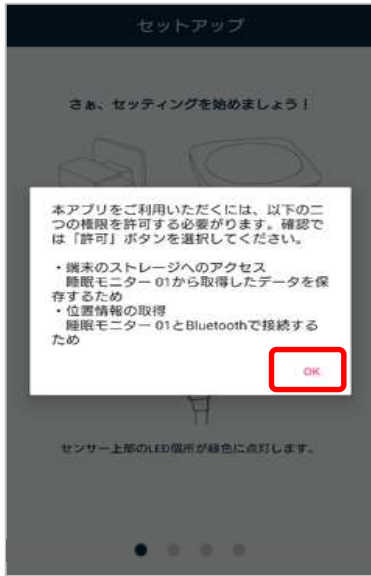 セットアップ
さぁ、セッティングを始めましょう！
本アプリをご利用いただくには、以下の二
つの権限を許可する必要がります。確認で
は「許可」ボタンを選択してください。
・端末のストレージへのアクセス
睡眠モニター 01から取得したデータを保
存するため
・位置情報の取得
睡眠モニター 01とBluetoothで接続する
ため
OK
センサー上部のLED個所が緑色に点灯します。